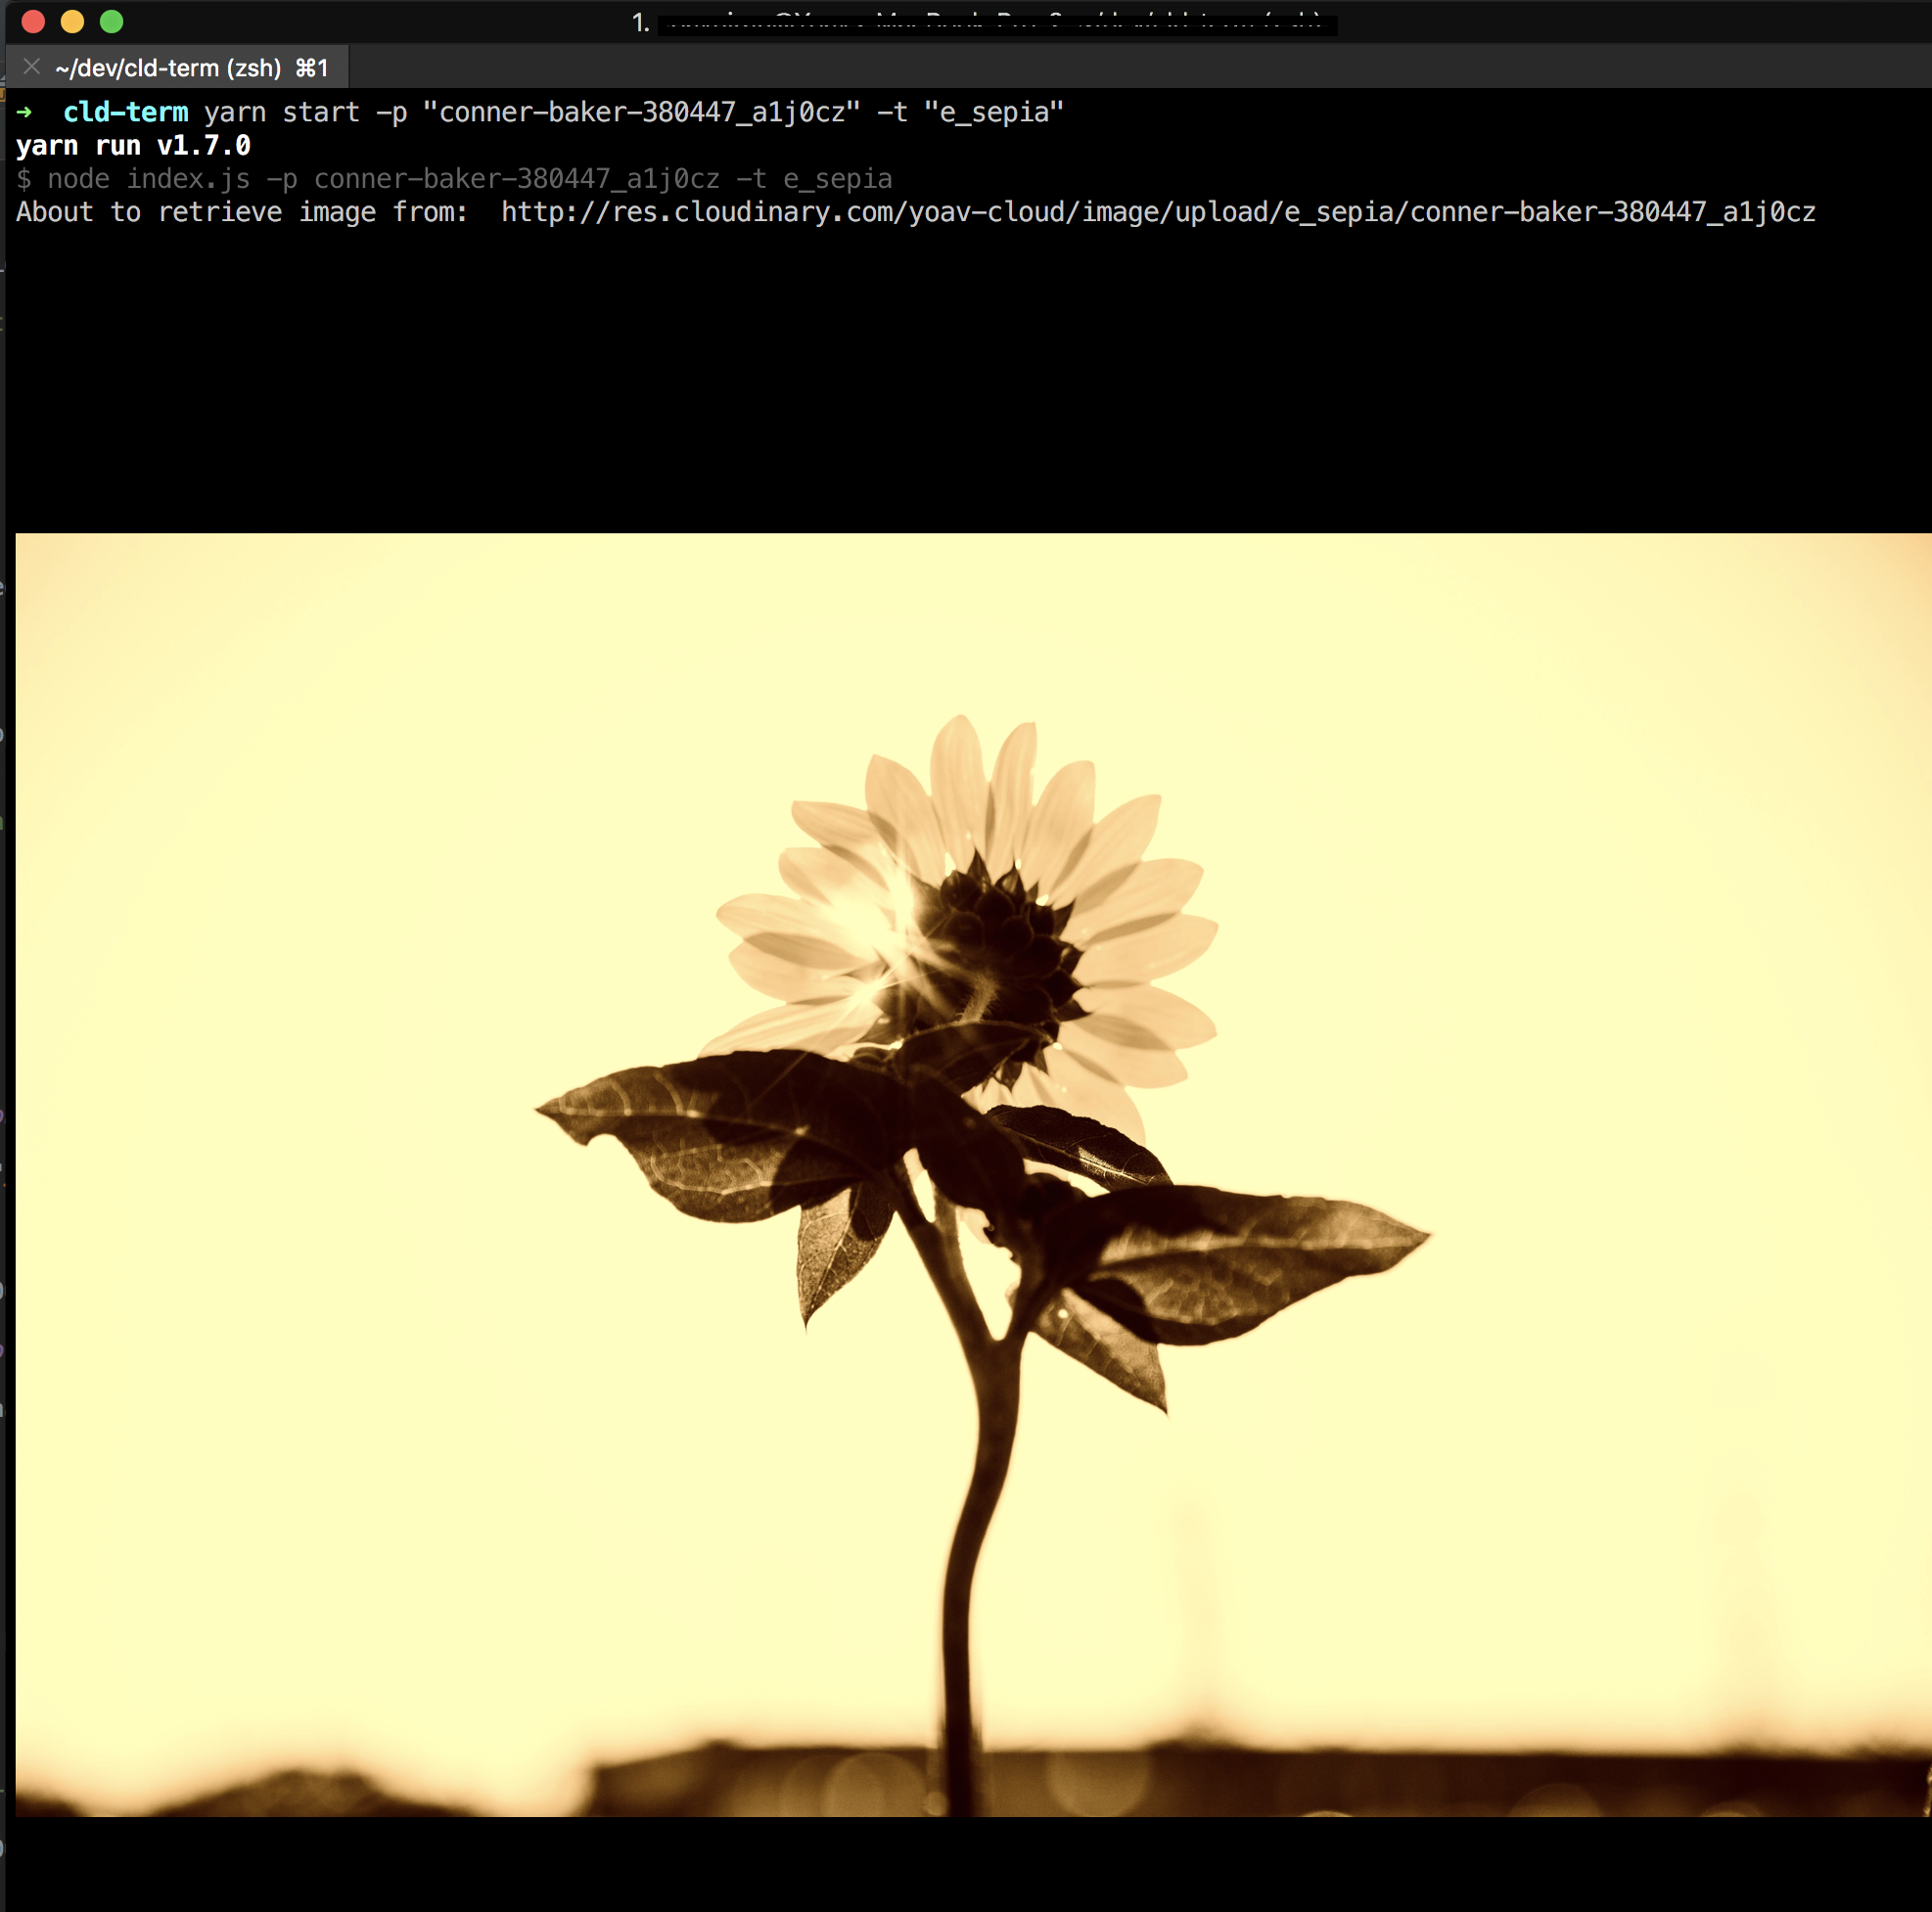 1.
~/dev/cld-term (zsh) ⌘1
➜ cld-term yarn start -p "conner-baker-380447_a1j0cz" -t "e_sepia"
yarn run v1.7.0
$ node index.js -p conner-baker-380447_a1j0cz -t e_sepia
About to retrieve image from: http://res.cloudinary.com/yoav-cloud/image/upload/e_sepia/conner-baker-380447_a1j0cz